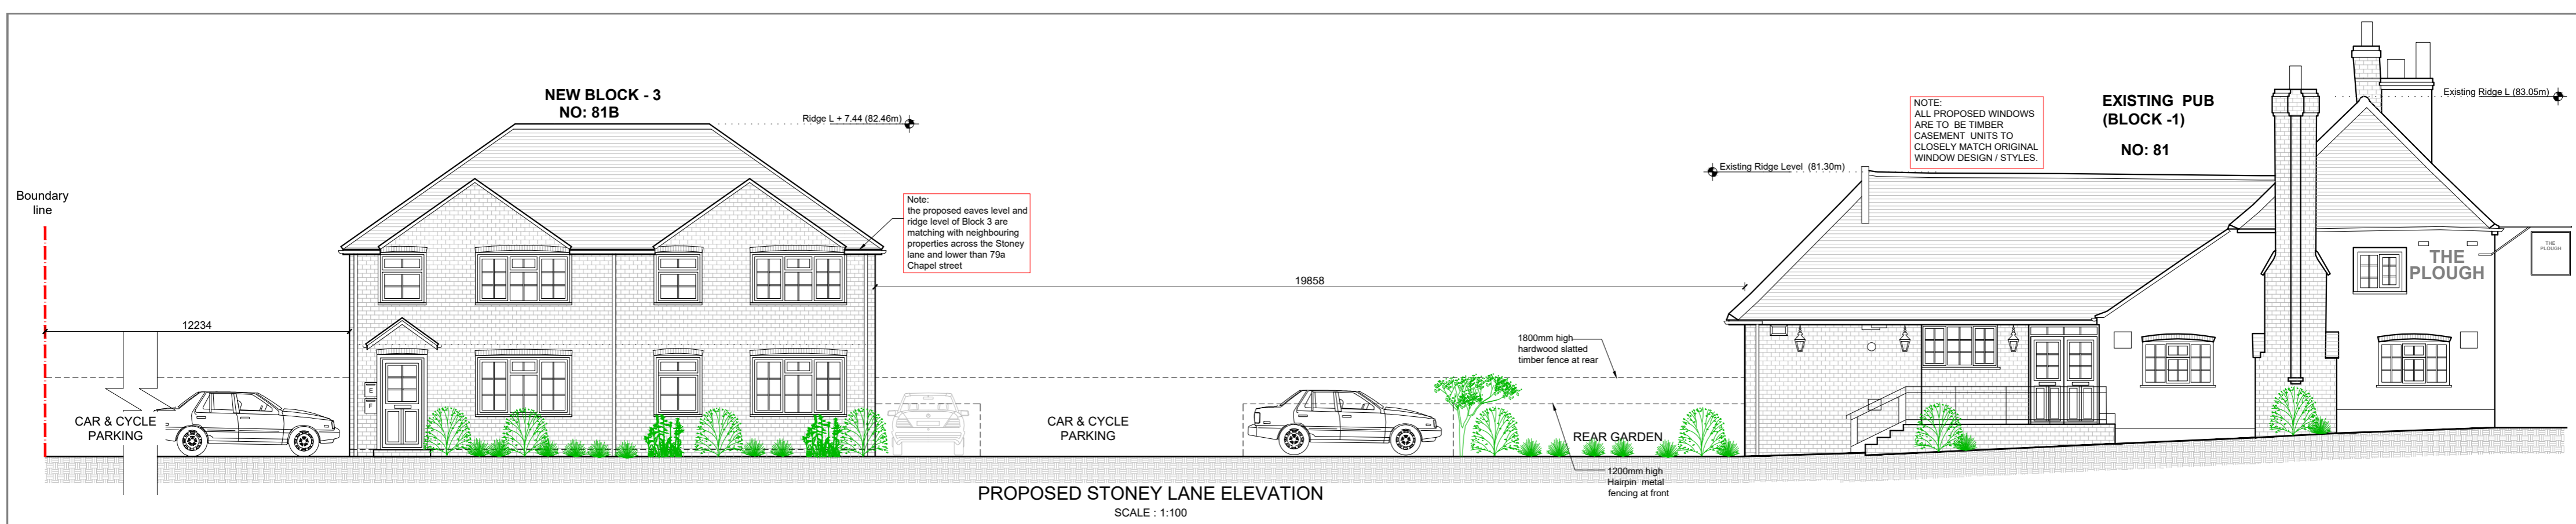 NEW BLOCK - 3
NO: 81B
Ridge L + 7.44 (82.46m)
Boundary
line
Note:
the proposed eaves level and
ridge level of Block 3 are
matching with neighbouring
properties across the Stoney
lane and lower than 79a
Chapel street
12234
19858
E
F
CAR & CYCLE
PARKING
CAR & CYCLE
PARKING
1800mm high
hardwood slatted
timber fence at rear
REAR GARDEN
1200mm high
Hairpin metal
fencing at front
Existing Ridge Level (81.30m)
NOTE:
ALL PROPOSED WINDOWS
ARE TO BE TIMBER
CASEMENT UNITS TO
CLOSELY MATCH ORIGINAL
WINDOW DESIGN / STYLES.
EXISTING PUB
(BLOCK -1)
NO: 81
Existing Ridge L (83.05m)
THE
PLOUGH
THE
PLOUGH
PROPOSED STONEY LANE ELEVATION
SCALE : 1:100